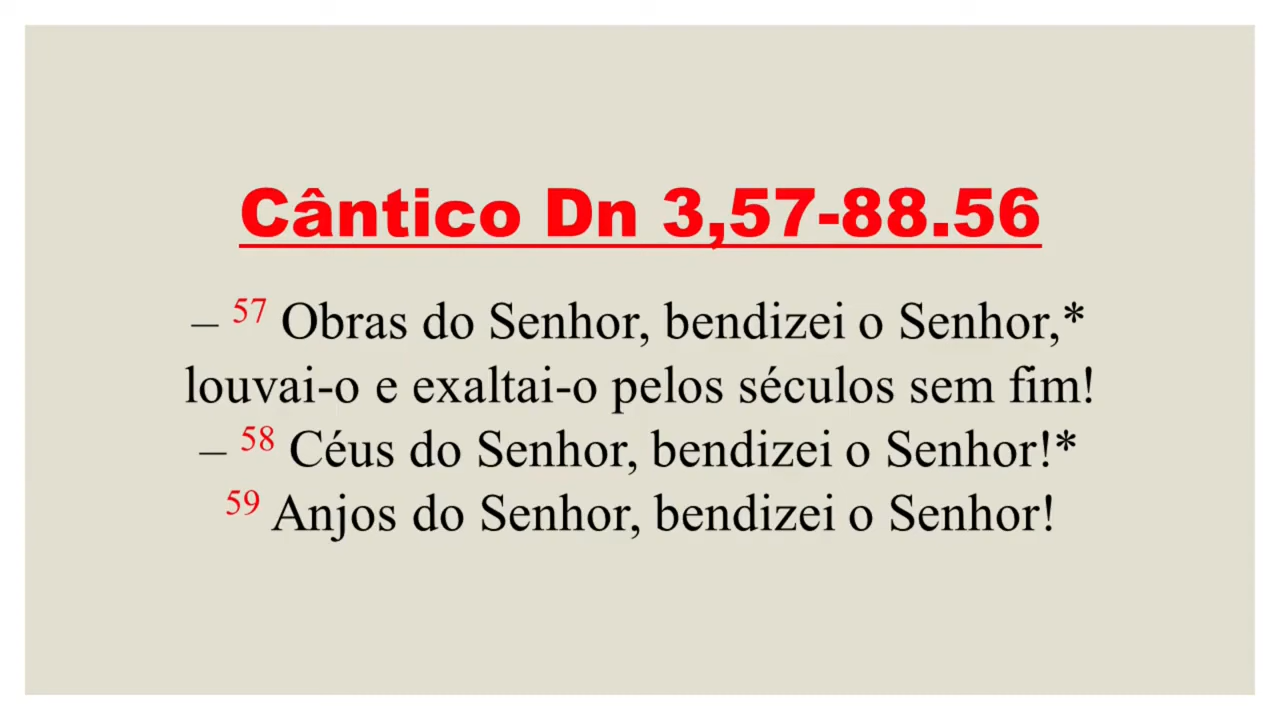 Cântico Dn 3,57-88.56
– 57 Obras do Senhor, bendizei o Senhor,*
louvai-o e exaltai-o pelos séculos sem fim!
– 58 Céus do Senhor, bendizei o Senhor!*
59 Anjos do Senhor, bendizei o Senhor!